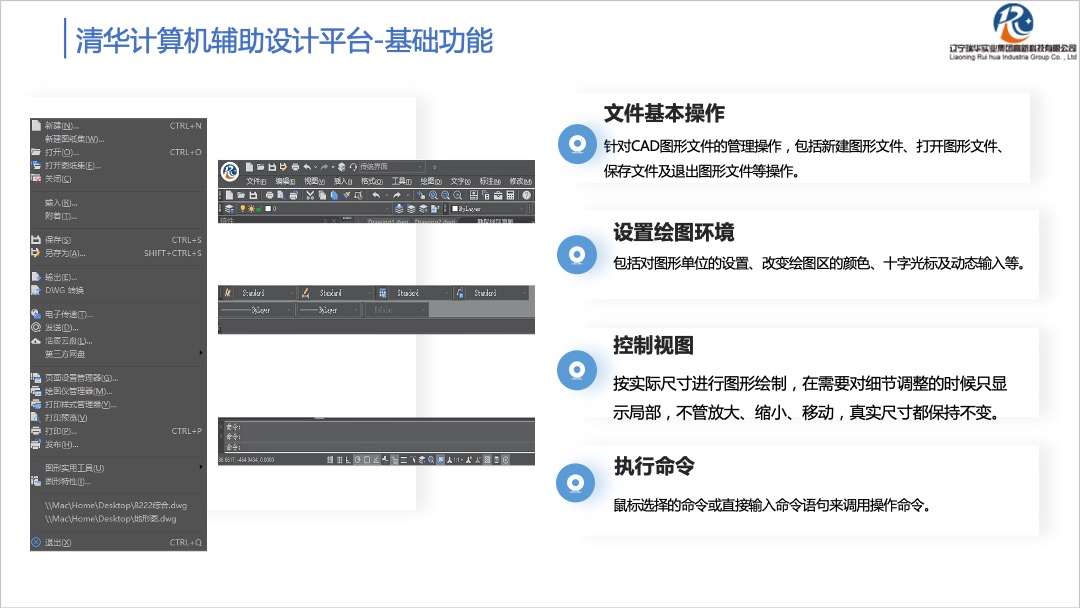 清华计算机辅助设计平台-基础功能
辽宁瑞华实业集团高新科技有限公司
Liaoning Rui hua Industria Group Co. , Ltd
新建(N)... CTRL+N
新建图纸集(W)...
打开(O)... CTRL+O
打开图纸集(E)...
关闭(C)
输入(R)...
附着(T)...
保存(S) CTRL+S
另存为(A)... SHIFT+CTRL+S
输出(E)...
DWG 转换
电子传递(T)...
发送(D)...
浩辰云盘(L)...
第三方网盘
页面设置管理器(G)...
绘图仪管理器(M)...
打印样式管理器(Y)...
打印预览(V)
打印(P)... CTRL+P
发布(H)...
图形实用工具(U)
图形特性(I)...
\\Mac\Home\Desktop\8222综合.dwg
\\Mac\Home\Desktop\地形图.dwg
退出(X) CTRL+Q
传统界面
文件(F) 编辑(E) 视图(V) 插入(I) 格式(O) 工具(T) 绘图(D) 文字(X) 标注(N) 修改(M)
0 ByLayer
Drawing1.dwg Drawing2.dwg
Standard Standard Standard Standard
ByLayer ByLayer
命令:
命令:
命令:
文件基本操作
针对CAD图形文件的管理操作，包括新建图形文件、打开图形文件、
保存文件及退出图形文件等操作。
设置绘图环境
包括对图形单位的设置、改变绘图区的颜色、十字光标及动态输入等。
控制视图
按实际尺寸进行图形绘制，在需要对细节调整的时候只显
示局部，不管放大、缩小、移动，真实尺寸都保持不变。
执行命令
鼠标选择的命令或直接输入命令语句来调用操作命令。